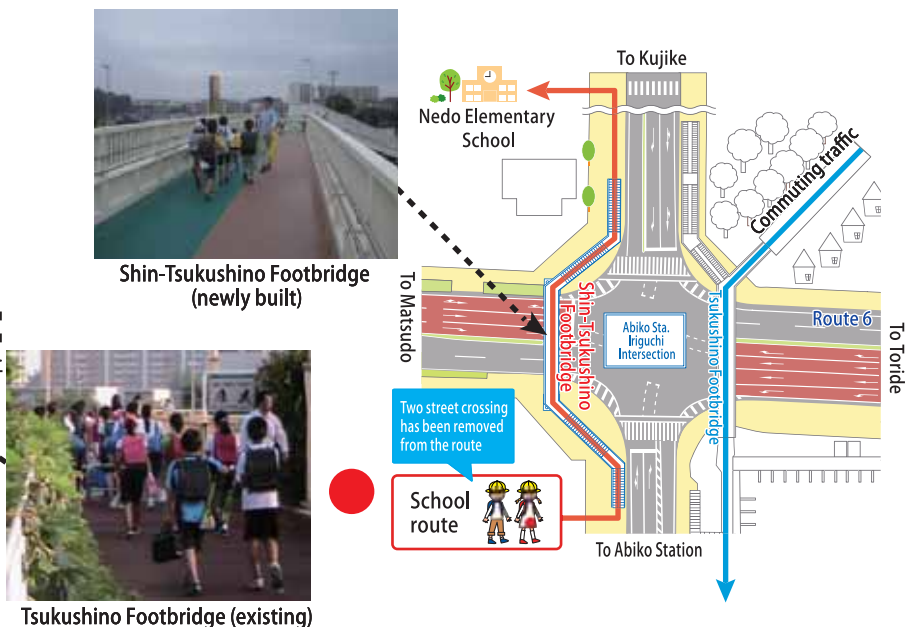 Shin-Tsukushino Footbridge
(newly built)
Tsukushino Footbridge (existing)
Nedo Elementary
School
To Kujike
Commuting traffic
To Matsudo
Shin-Tsukushino
Footbridge
Abiko Sta.
Iriguchi
Intersection
Tsukushino Footbridge
Route 6
To Toride
Two street crossing
has been removed
from the route
School
route
To Abiko Station